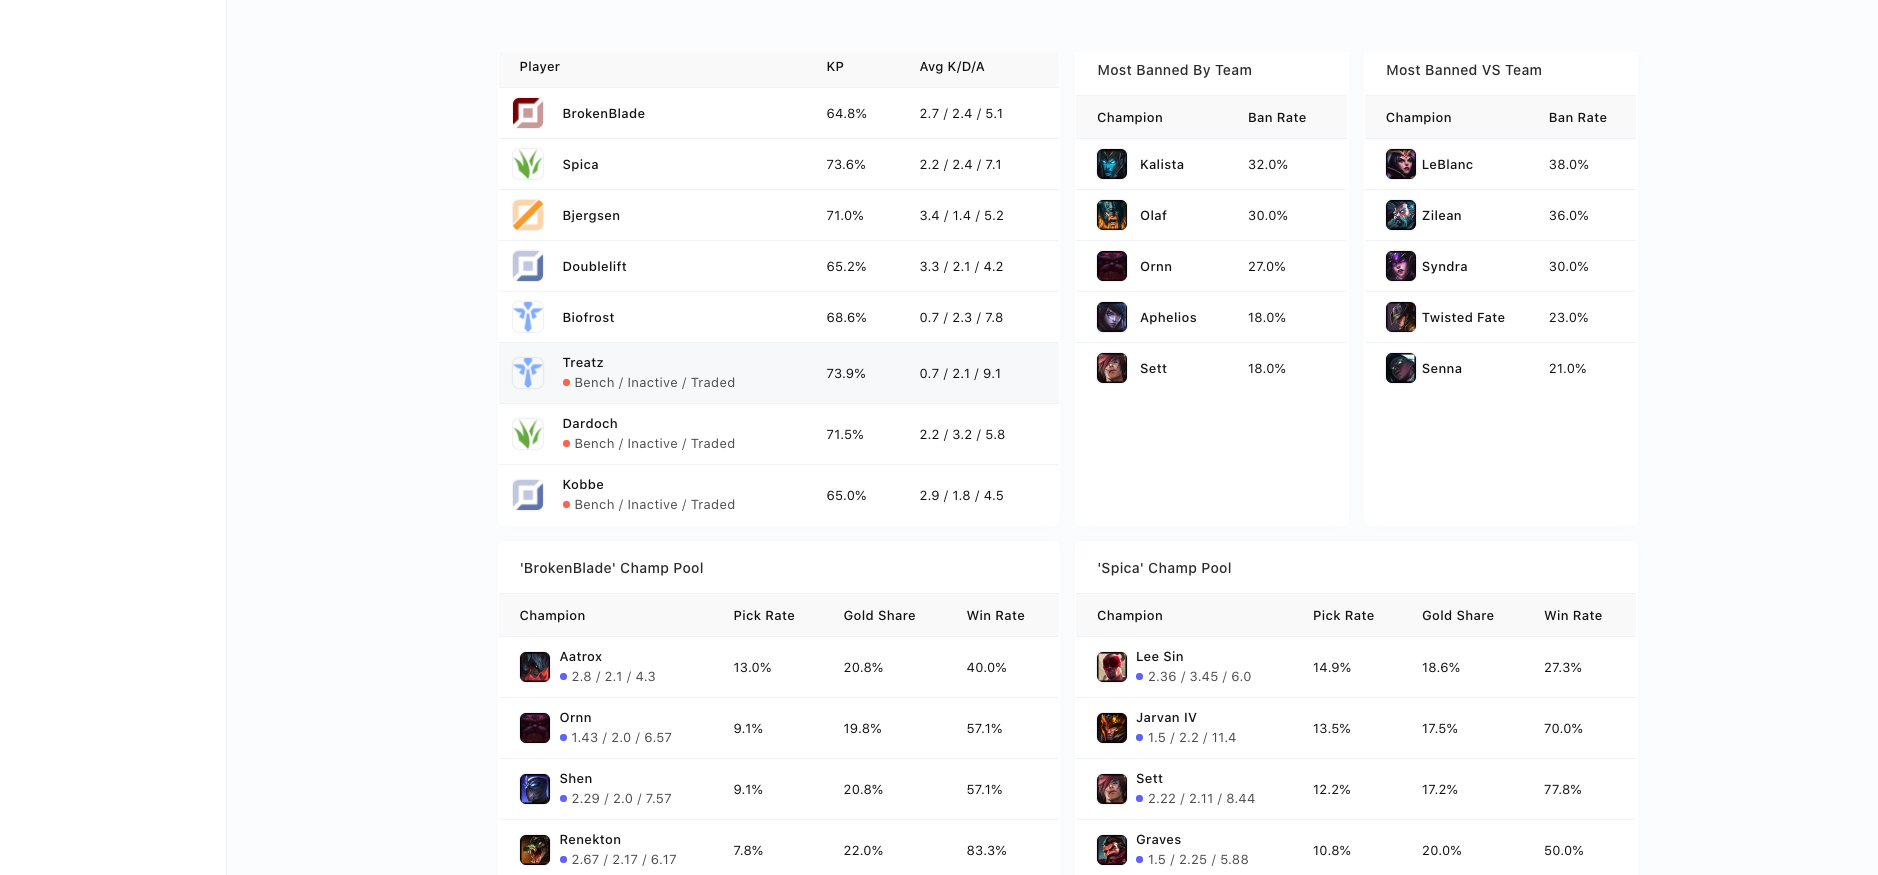 Player KP Avg K/D/A
BrokenBlade 64.8% 2.7 / 2.4 / 5.1
Spica 73.6% 2.2 / 2.4 / 7.1
Bjergsen 71.0% 3.4 / 1.4 / 5.2
Doublelift 65.2% 3.3 / 2.1 / 4.2
Biofrost 68.6% 0.7 / 2.3 / 7.8
Treatz
Bench / Inactive / Traded 73.9% 0.7 / 2.1 / 9.1
Dardoch
Bench / Inactive / Traded 71.5% 2.2 / 3.2 / 5.8
Kobbe
Bench / Inactive / Traded 65.0% 2.9 / 1.8 / 4.5
Most Banned By Team
Champion Ban Rate
Kalista 32.0%
Olaf 30.0%
Ornn 27.0%
Aphelios 18.0%
Sett 18.0%
Most Banned VS Team
Champion Ban Rate
LeBlanc 38.0%
Zilean 36.0%
Syndra 30.0%
Twisted Fate 23.0%
Senna 21.0%
'BrokenBlade' Champ Pool
Champion Pick Rate Gold Share Win Rate
Aatrox
2.8 / 2.1 / 4.3 13.0% 20.8% 40.0%
Ornn
1.43 / 2.0 / 6.57 9.1% 19.8% 57.1%
Shen
2.29 / 2.0 / 7.57 9.1% 20.8% 57.1%
Renekton
2.67 / 2.17 / 6.17 7.8% 22.0% 83.3%
'Spica' Champ Pool
Champion Pick Rate Gold Share Win Rate
Lee Sin
2.36 / 3.45 / 6.0 14.9% 18.6% 27.3%
Jarvan IV
1.5 / 2.2 / 11.4 13.5% 17.5% 70.0%
Sett
2.22 / 2.11 / 8.44 12.2% 17.2% 77.8%
Graves
1.5 / 2.25 / 5.88 10.8% 20.0% 50.0%